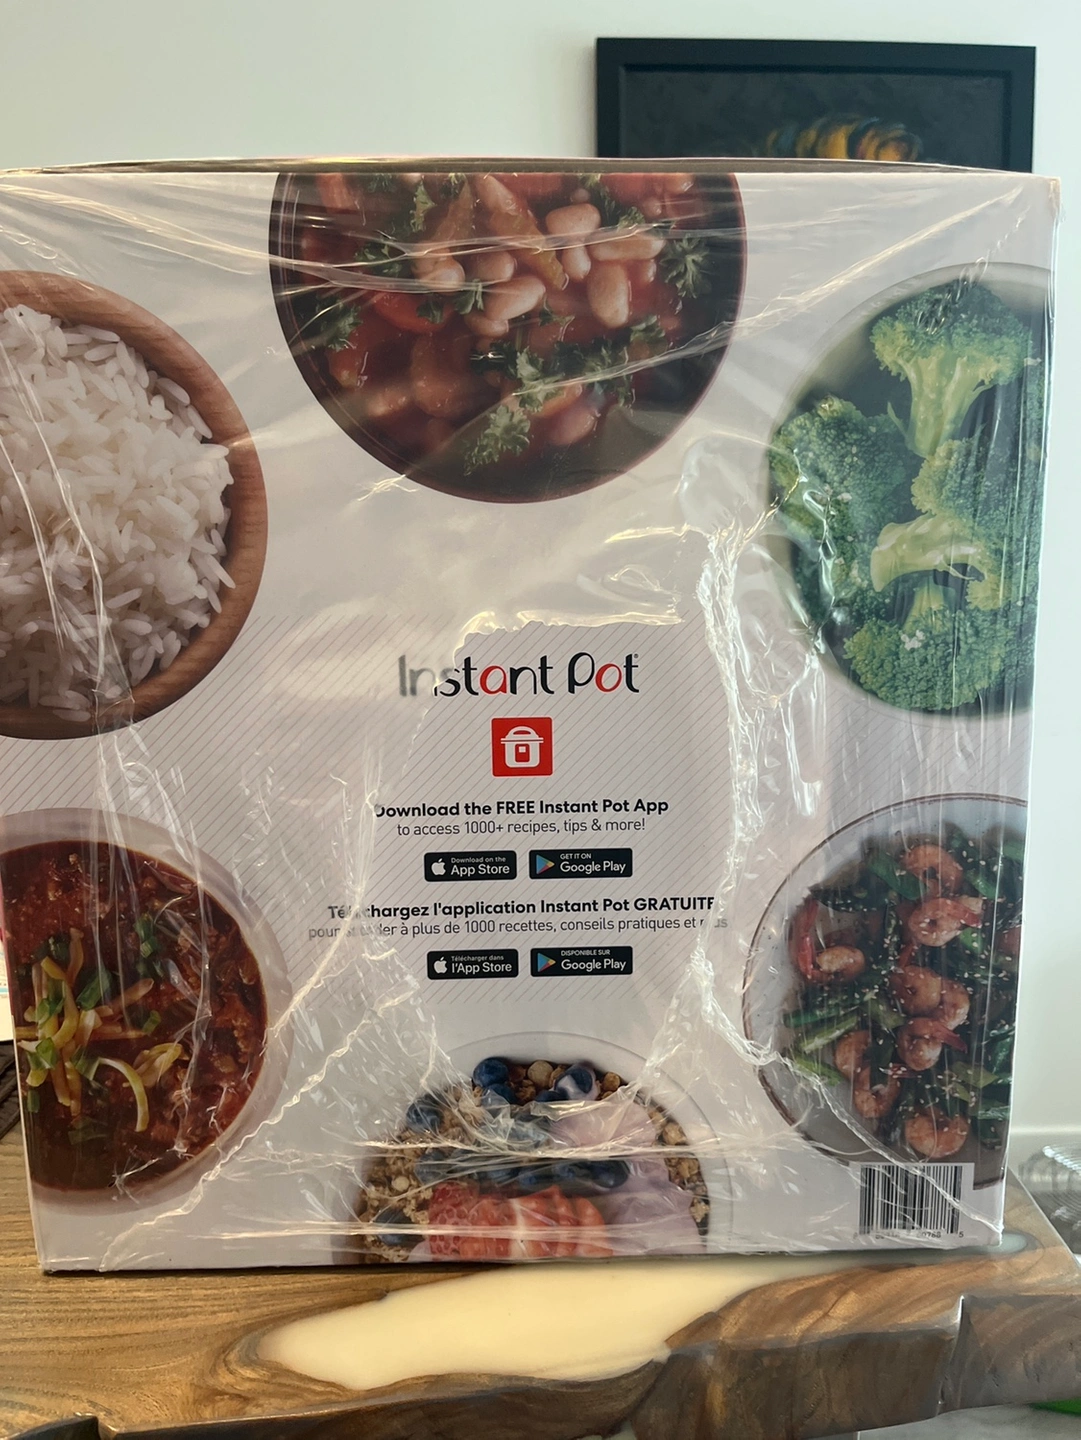 Instant Pot
Download the FREE Instant Pot App
to access 1000+ recipes, tips & more!
Download on the
App Store
GET IT ON
Google Play
l'application Instant Pot GRATUITE
pour à plus de 1000 recettes, conseils pratiques et
Télécharger dans
l'App Store
DISPONIBLE SUR
Google Play